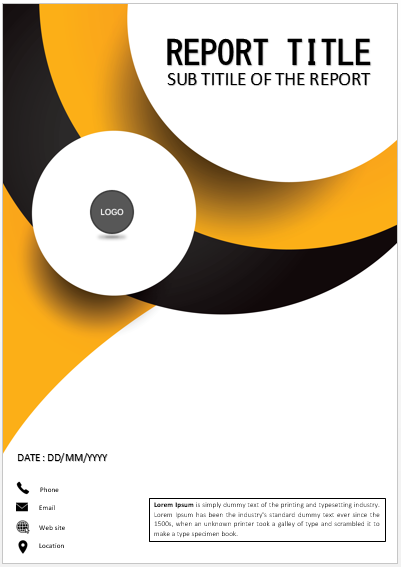 REPORT TITLE
SUB TITILE OF THE REPORT
LOGO
DATE : DD/MM/YYYY
Phone
Email
Web site
Location
Lorem Ipsum is simply dummy text of the printing and typesetting industry.
Lorem Ipsum has been the industry's standard dummy text ever since the
1500s, when an unknown printer took a galley of type and scrambled it to
make a type specimen book.